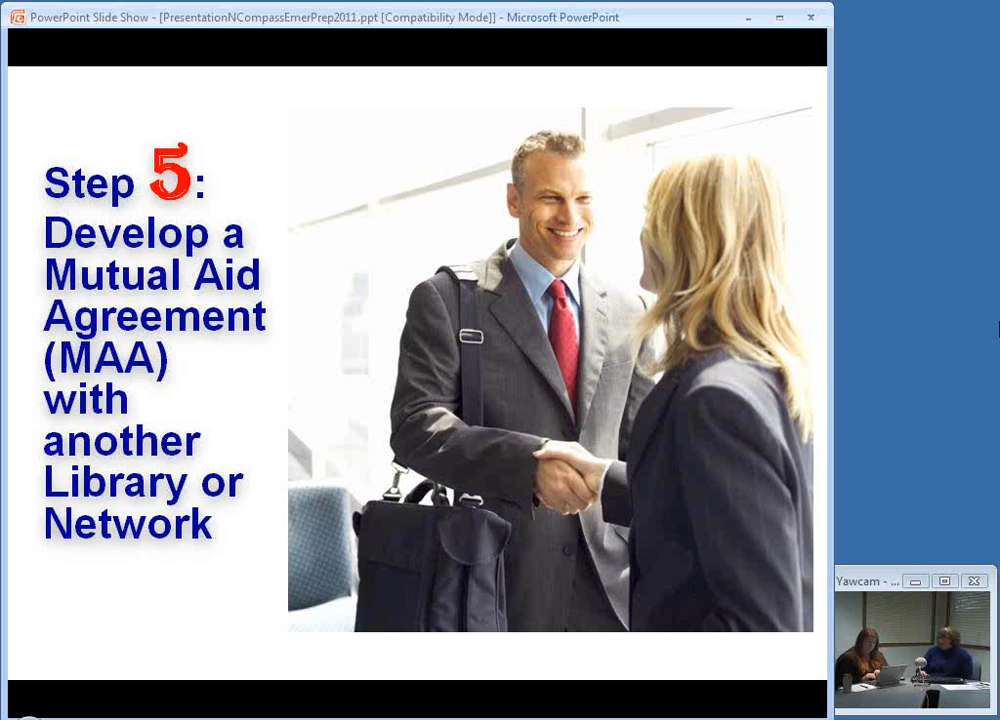 PowerPoint Slide Show - [PresentationNCompassEmerPrep2011.ppt [Compatibility Mode]] - Microsoft PowerPoint
Step 5:
Develop a
Mutual Aid
Agreement
(MAA)
with
another
Library or
Network
Yawcam - ...